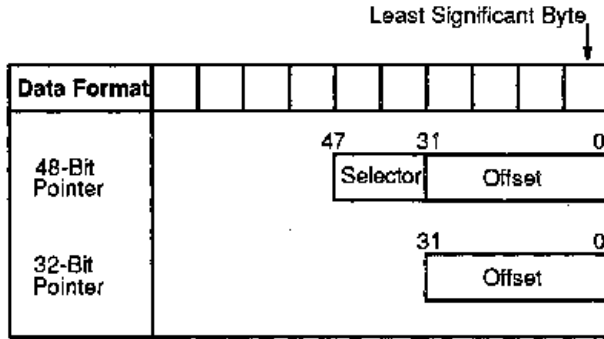 Least Significant Byte
Data Format
47 31 0
48-Bit
Pointer
Selector Offset
31 0
32-Bit
Pointer
Offset